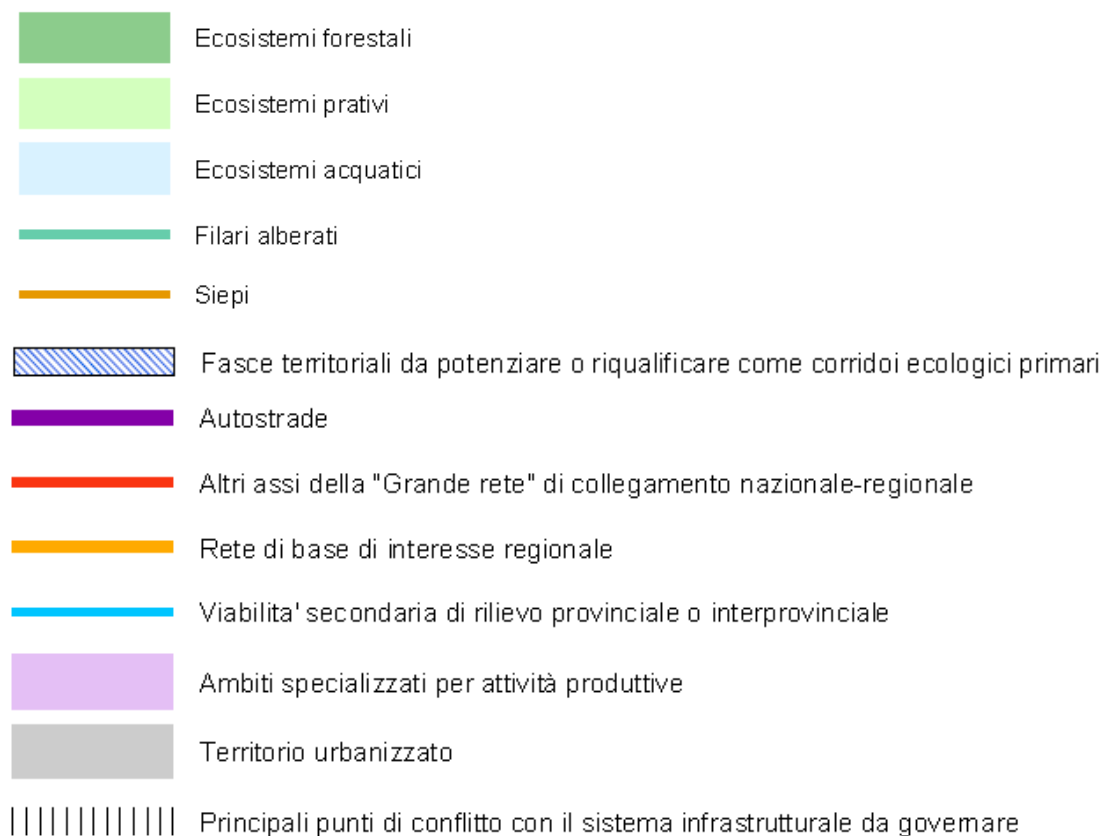 Ecosistemi forestali
Ecosistemi prativi
Ecosistemi acquatici
Filari alberati
Siepi
Fasce territoriali da potenziare o riqualificare come corridoi ecologici primari
Autostrade
Altri assi della "Grande rete" di collegamento nazionale-regionale
Rete di base di interesse regionale
Viabilita' secondaria di rilievo provinciale o interprovinciale
Ambiti specializzati per attività produttive
Territorio urbanizzato
Principali punti di conflitto con il sistema infrastrutturale da governare